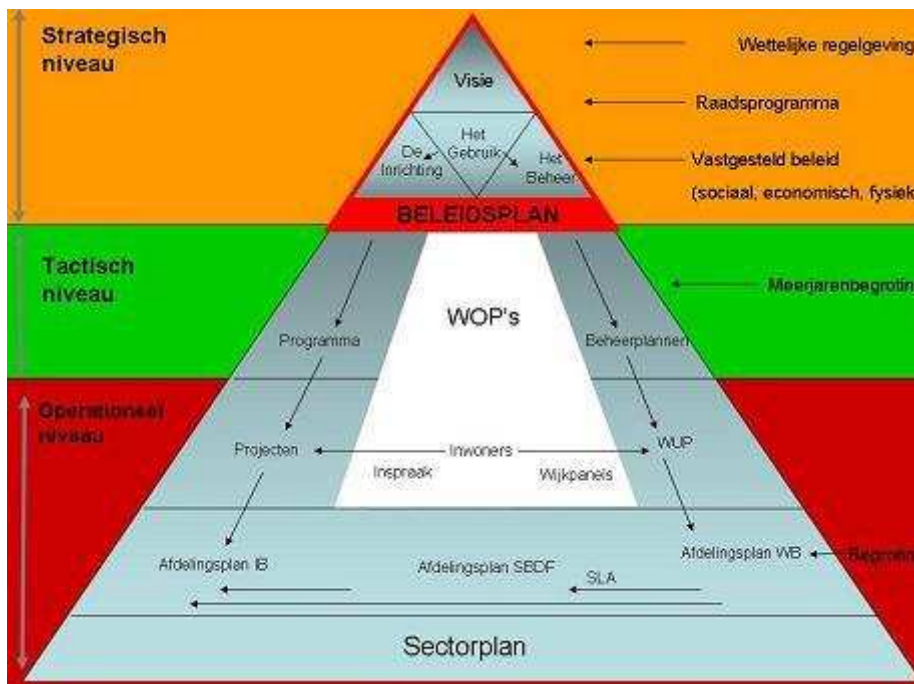 Strategisch
niveau
Wettelijke regelgeving
Visie
Raadsprogramma
Het
Gebruik
De
Inrichting
Het
Beheer
Vastgesteld beleid
(sociaal, economisch, fysiek
BELEIDSPLAN
Tactisch
niveau
Meerjarenbegrotin
WOP's
Programma
Beheerplannen
Operationeel
niveau
Projecten
Inwoners
WUP
Inspraak
Wijkpanels
Afdelingsplan IB
Afdelingsplan SBDF
Afdelingsplan WB
Begrotin
SLA
Sectorplan